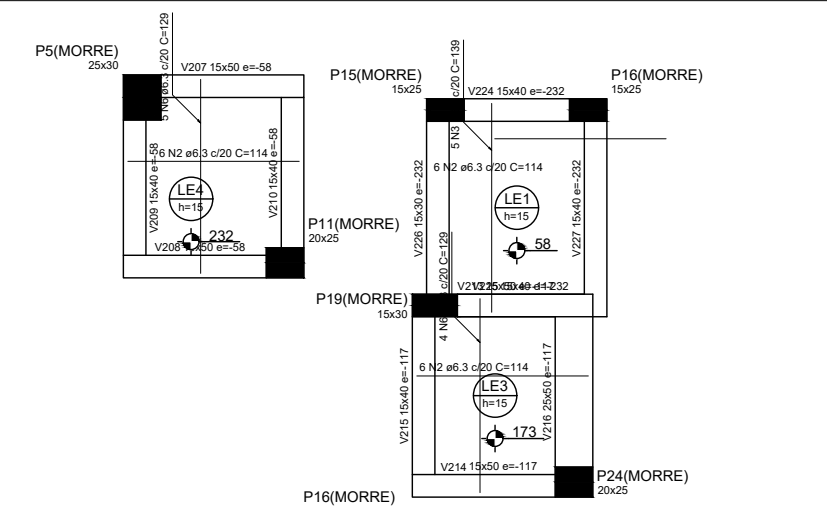 P5(MORRE)
25x30
V207 15x50 e=-58
5 N6 ø6.3 c/20 C=129
6 N2 ø6.3 c/20 C=114
V209 15x40 e=-58
V210 15x40 e=-58
LE4
h=15
232
P11(MORRE)
20x25
V208 15x50 e=-58
P15(MORRE)
15x25
c/20 C=139
V224 15x40 e=-232
P16(MORRE)
15x25
5 N3
6 N2 ø6.3 c/20 C=114
V226 15x30 e=-232
V227 15x40 e=-232
LE1
h=15
58
c/20 C=129
P19(MORRE)
15x30
4 N6
6 N2 ø6.3 c/20 C=114
V215 15x40 e=-117
V216 25x50 e=-117
LE3
h=15
173
V214 15x50 e=-117
P24(MORRE)
20x25
P16(MORRE)